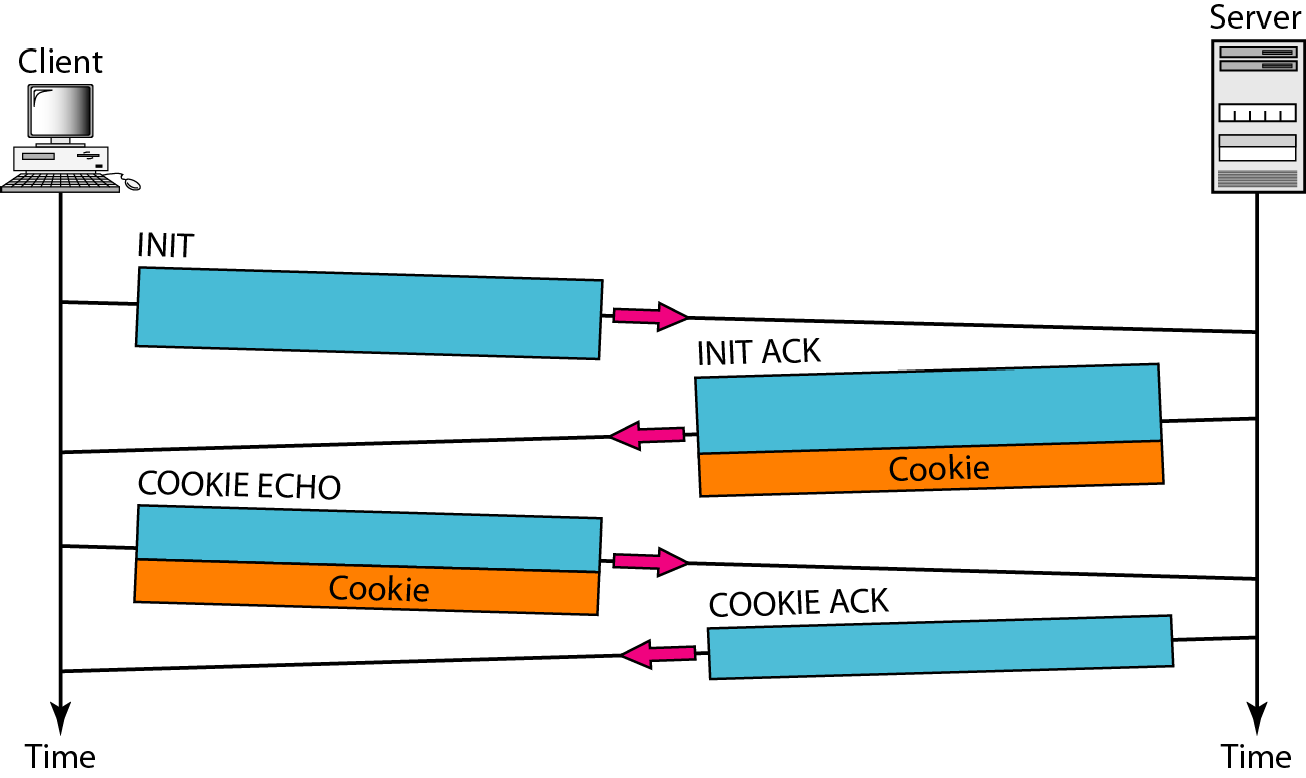 Server
Client
INIT
INIT ACK
Cookie
COOKIE ECHO
Cookie
COOKIE ACK
Time
Time